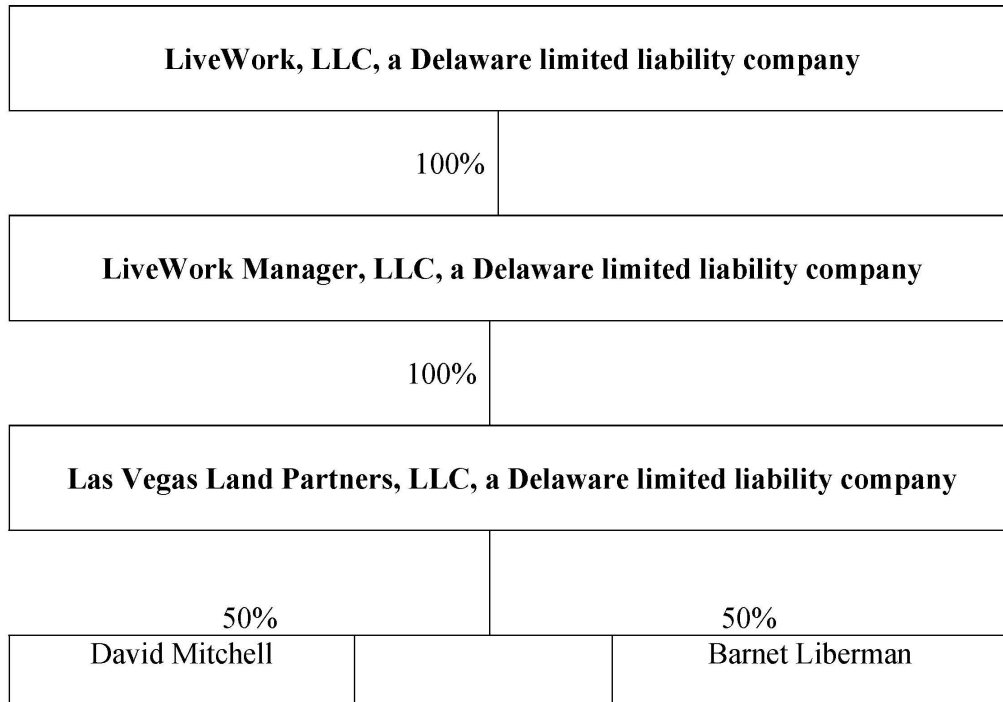 LiveWork, LLC, a Delaware limited liability company
100%
LiveWork Manager, LLC, a Delaware limited liability company
100%
Las Vegas Land Partners, LLC, a Delaware limited liability company
50% 50%
David Mitchell Barnet Liberman